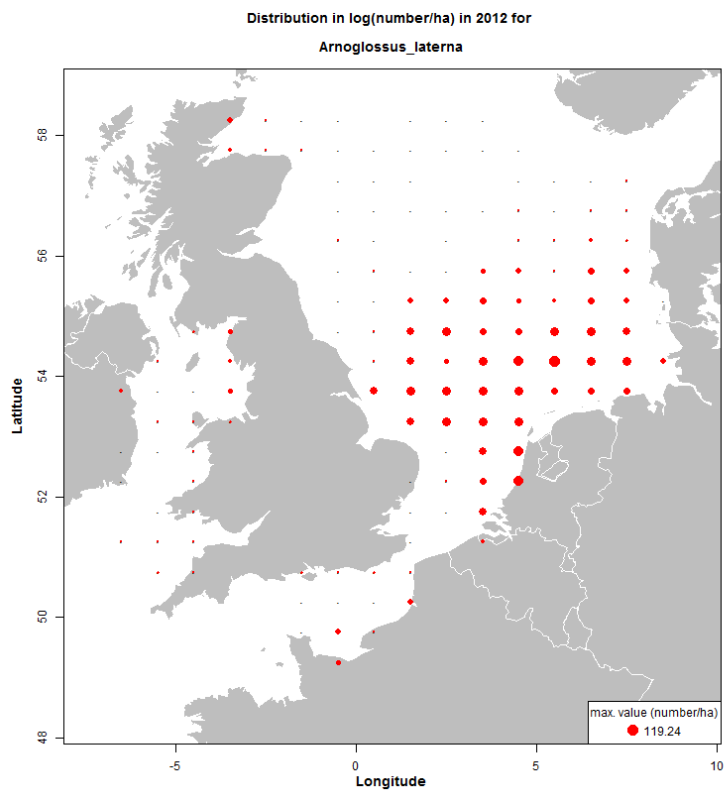 Distribution in log(number/ha) in 2012 for
Arnoglossus_laterna
58
56
54
52
50
48
Latitude
-5
0
5
10
Longitude
max. value (number/ha)
119.24